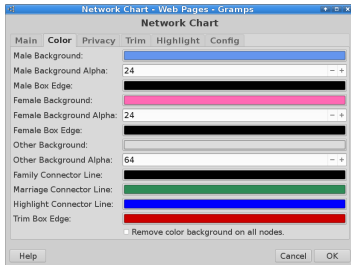 Network Chart - Web Pages - Gramps
Network Chart
Main Color Privacy Trim Highlight Config
Male Background:
Male Background Alpha: 24
Male Box Edge:
Female Background:
Female Background Alpha: 24
Female Box Edge:
Other Background:
Other Background Alpha: 64
Family Connector Line:
Marriage Connector Line:
Highlight Connector Line:
Trim Box Edge:
Remove color background on all nodes.
Help Cancel OK